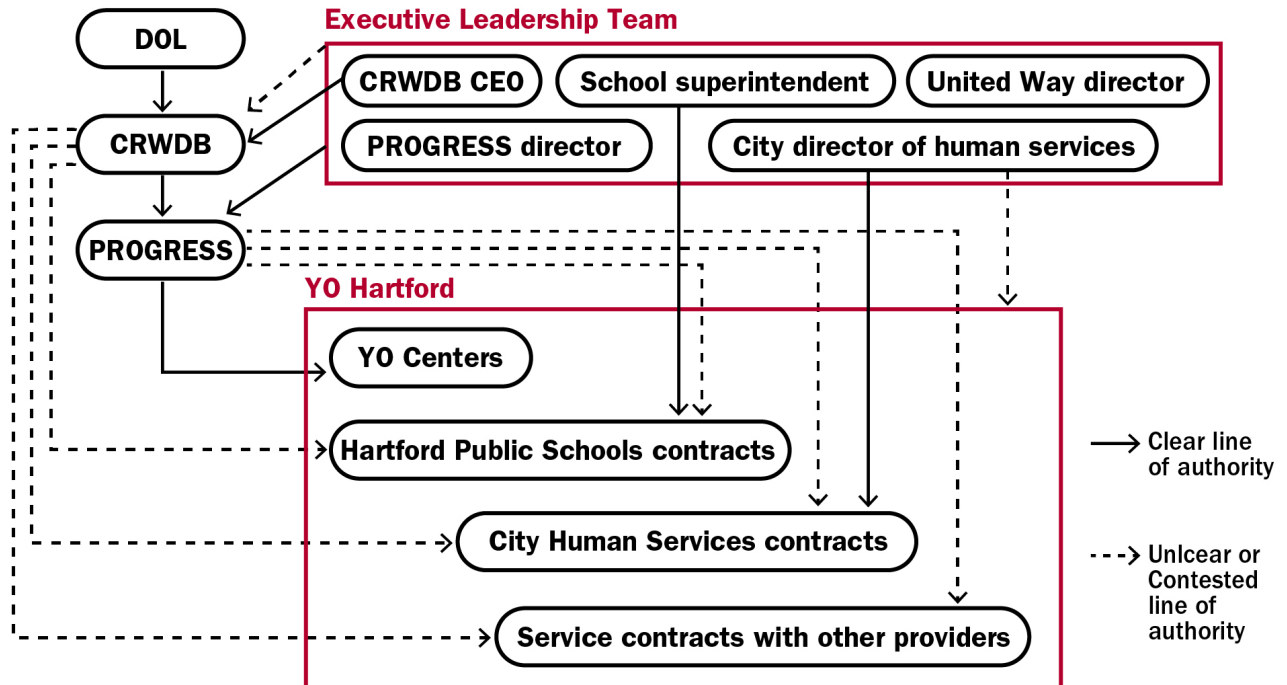 Executive Leadership Team
DOL
CRWDB CEO
School superintendent
United Way director
CRWDB
PROGRESS director
City director of human services
PROGRESS
YO Hartford
YO Centers
Hartford Public Schools contracts
City Human Services contracts
Service contracts with other providers
Clear line
of authority
Unlcear or
Contested
line of
authority